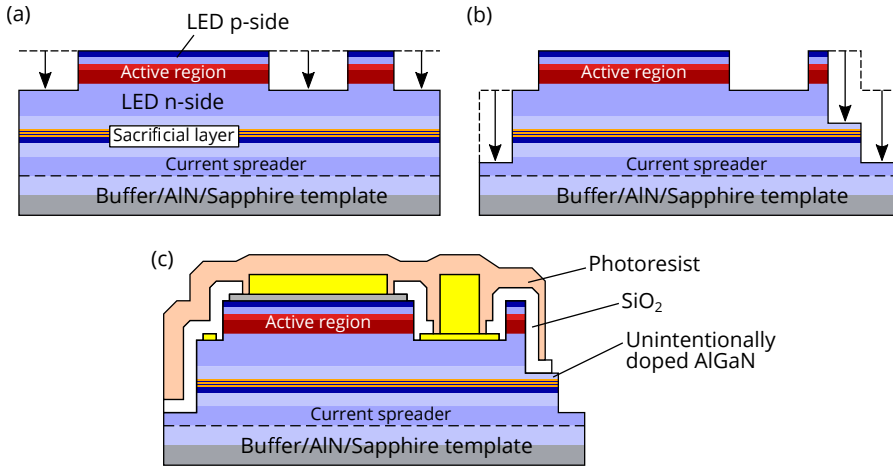 (a)
LED p-side
Active region
LED n-side
Sacrificial layer
Current spreader
Buffer/AlN/Sapphire template
(b)
Active region
Current spreader
Buffer/AlN/Sapphire template
(c)
Photoresist
SiO₂
Active region
Unintentionally
doped AlGaN
Current spreader
Buffer/AlN/Sapphire template